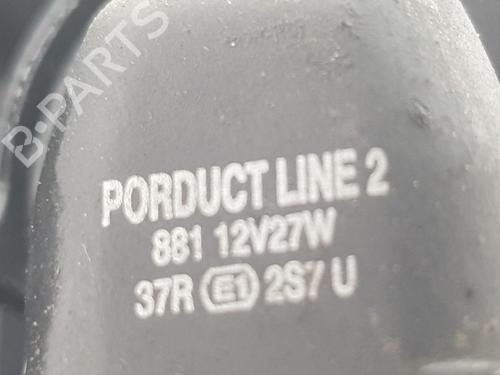 B-PARTS
PORDUCT LINE 2
881 12V27W
37R E1 2S7 U